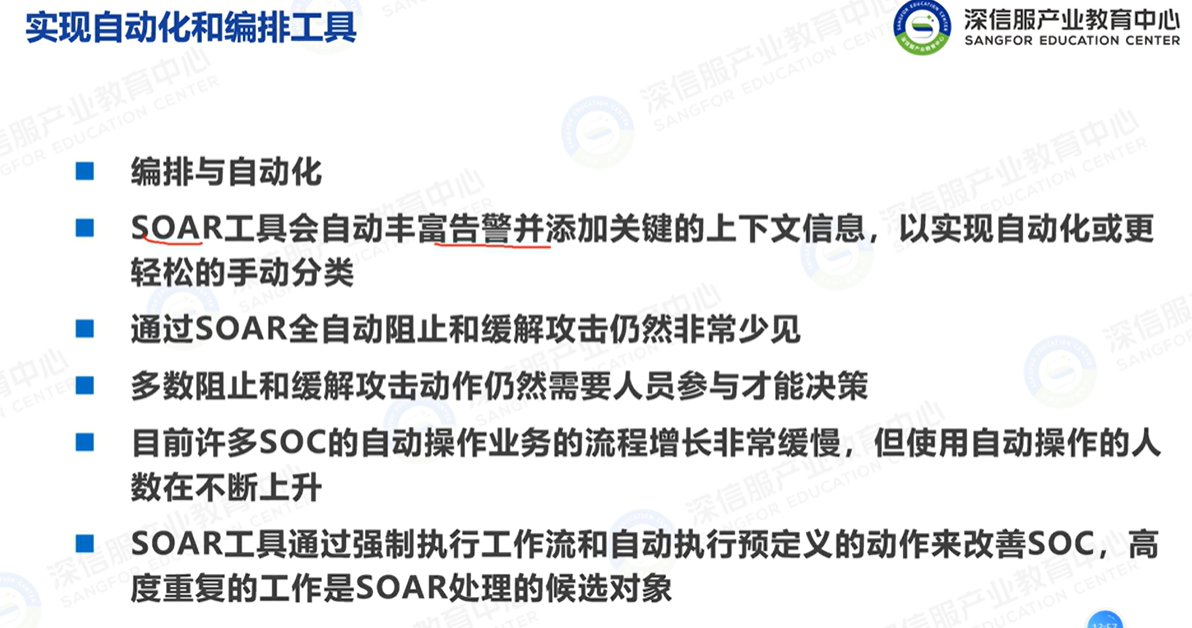 实现自动化和编排工具
深信服产业教育中心
SANGFOR EDUCATION CENTER
编排与自动化
SOAR工具会自动丰富告警并添加关键的上下文信息，以实现自动化或更
轻松的手动分类
通过SOAR全自动阻止和缓解攻击仍然非常少见
多数阻止和缓解攻击动作仍然需要人员参与才能决策
目前许多SOC的自动操作业务的流程增长非常缓慢，但使用自动操作的人
数在不断上升
SOAR工具通过强制执行工作流和自动执行预定义的动作来改善SOC，高
度重复的工作是SOAR处理的候选对象